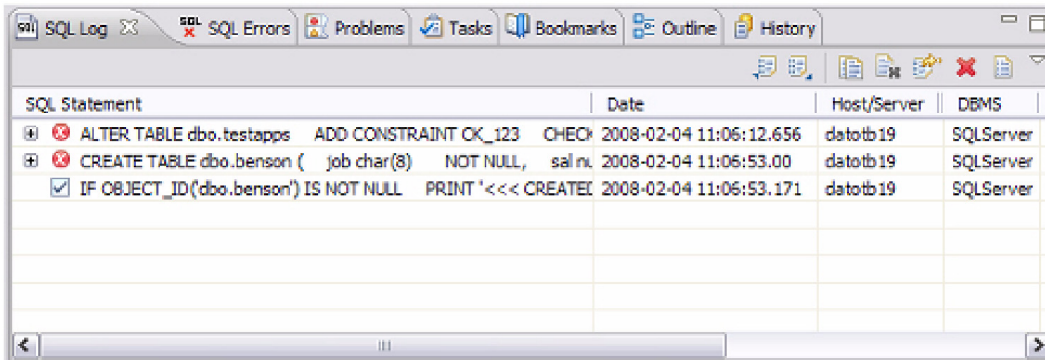 SQL Log SQL Errors Problems Tasks Bookmarks Outline History
SQL Statement Date Host/Server DBMS
ALTER TABLE dbo.testapps ADD CONSTRAINT CK_123 CHECK 2008-02-04 11:06:12.656 datotb19 SQLServer
CREATE TABLE dbo.benson ( job char(8) NOT NULL, sal nu 2008-02-04 11:06:53.00 datotb19 SQLServer
IF OBJECT_ID('dbo.benson') IS NOT NULL PRINT '<<< CREATED 2008-02-04 11:06:53.171 datotb19 SQLServer